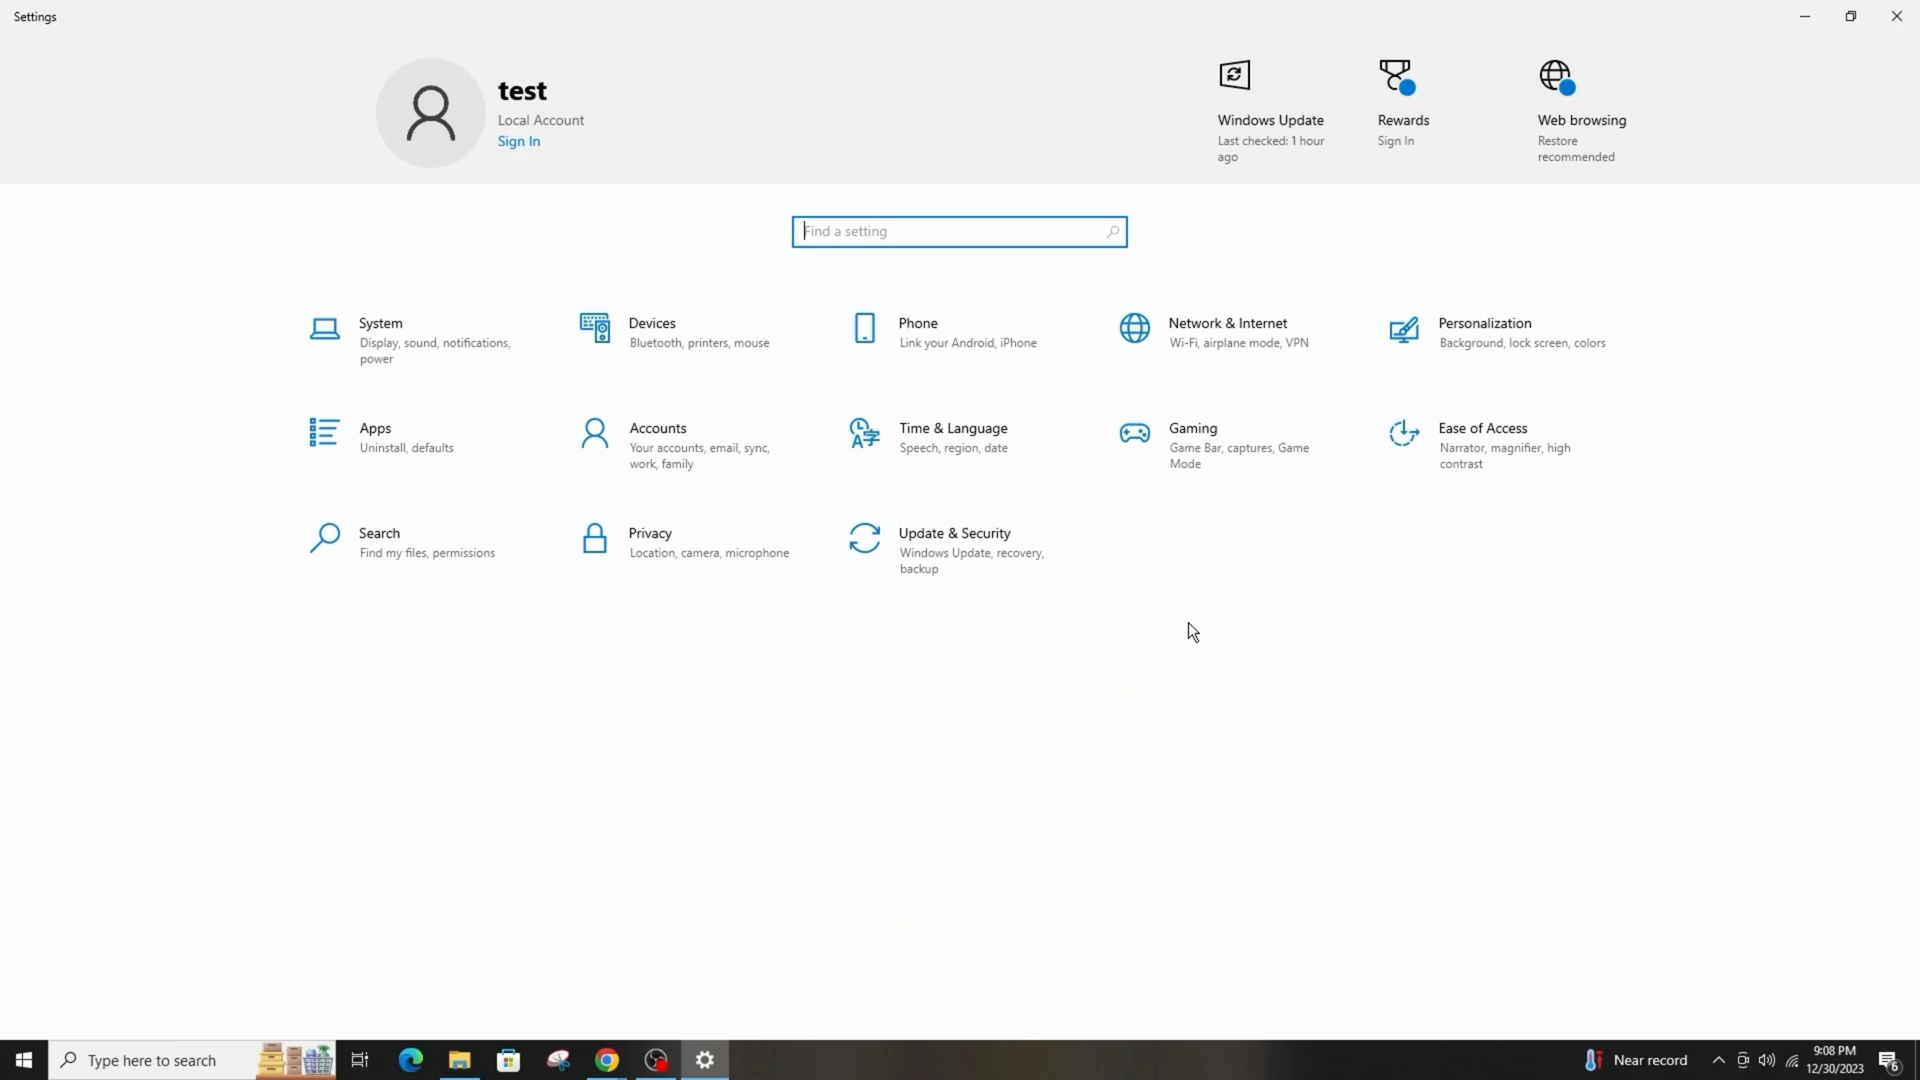 Settings
test
Local Account
Sign In
Windows Update
Last checked: 1 hour
ago
Rewards
Sign In
Web browsing
Restore
recommended
Find a setting
System
Display, sound, notifications,
power
Devices
Bluetooth, printers, mouse
Phone
Link your Android, iPhone
Network & Internet
Wi-Fi, airplane mode, VPN
Personalization
Background, lock screen, colors
Apps
Uninstall, defaults
Accounts
Your accounts, email, sync,
work, family
Time & Language
Speech, region, date
Gaming
Game Bar, captures, Game
Mode
Ease of Access
Narrator, magnifier, high
contrast
Search
Find my files, permissions
Privacy
Location, camera, microphone
Update & Security
Windows Update, recovery,
backup
Type here to search
Near record
9:08 PM
12/30/2023
6